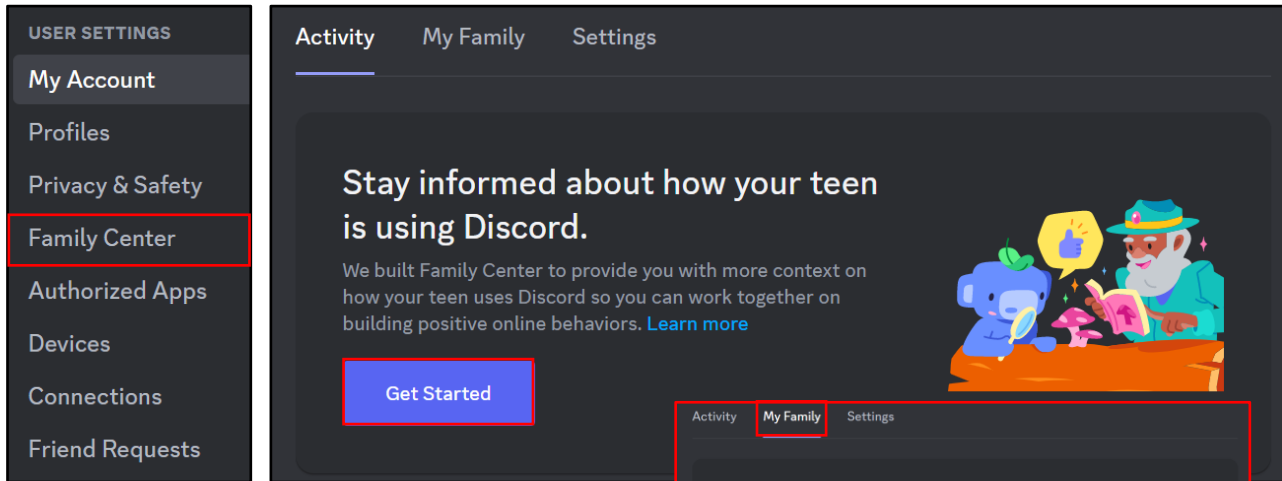 USER SETTINGS
My Account
Profiles
Privacy & Safety
Family Center
Authorized Apps
Devices
Connections
Friend Requests
Activity My Family Settings
Stay informed about how your teen
is using Discord.
We built Family Center to provide you with more context on
how your teen uses Discord so you can work together on
building positive online behaviors. Learn more
Get Started
Activity My Family Settings